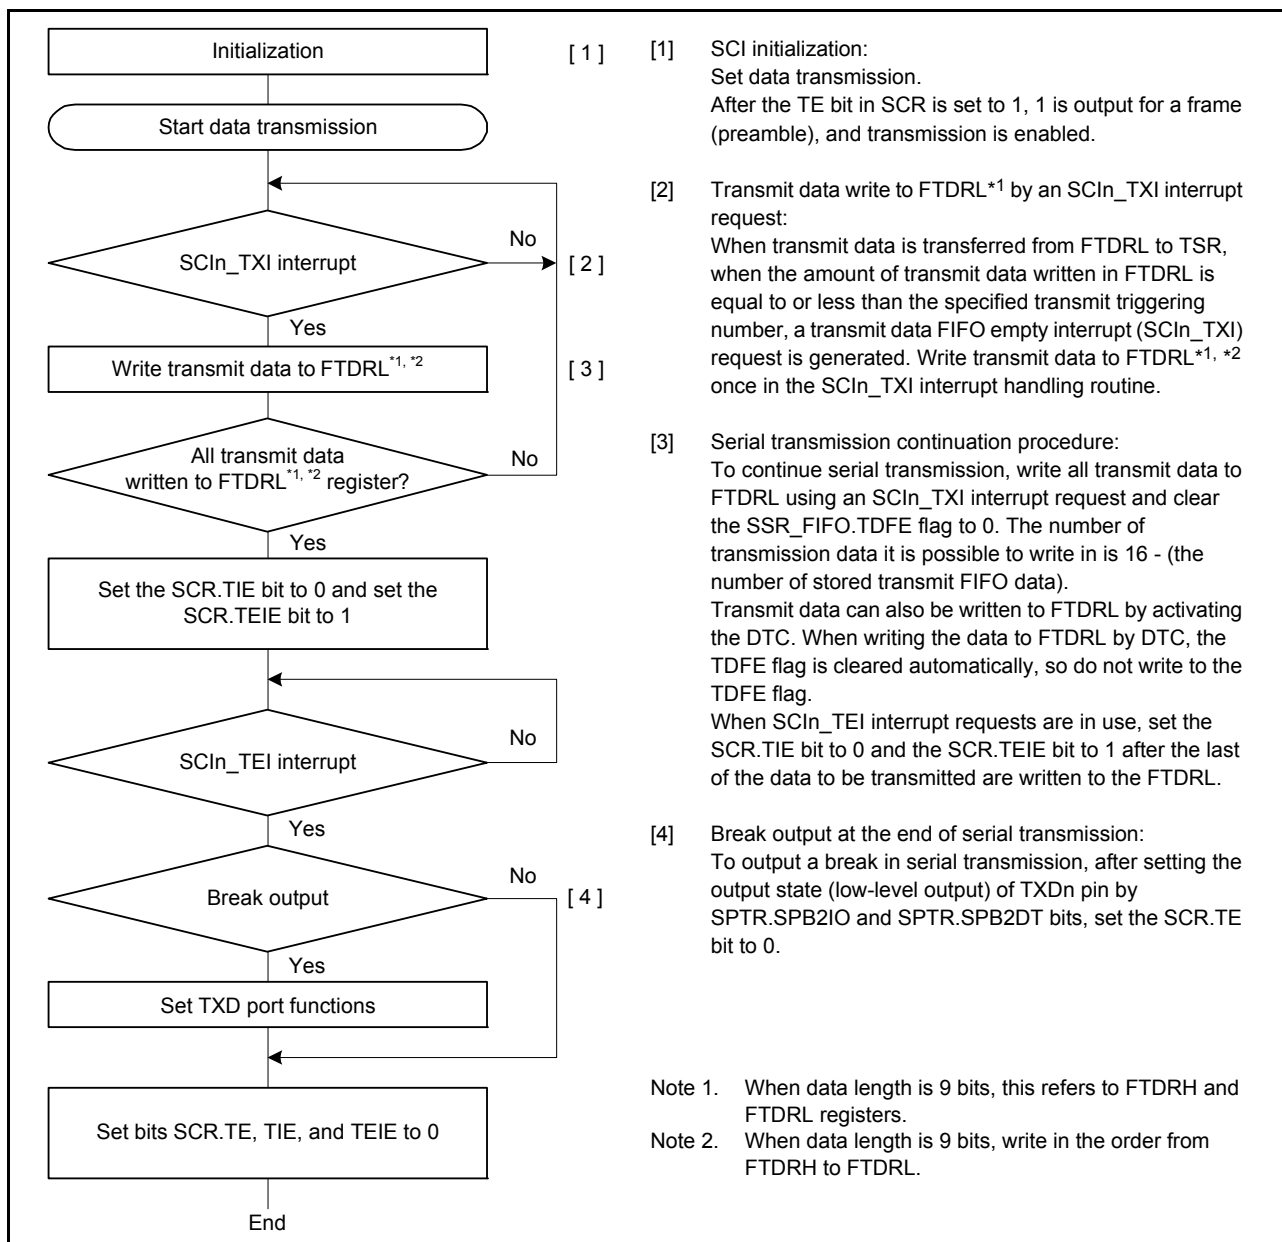 Initialization
[ 1 ]
Start data transmission
No
SCIn_TXI interrupt
[ 2 ]
Yes
Write transmit data to FTDRL*1, *2
[ 3 ]
All transmit data
written to FTDRL*1, *2 register?
No
Yes
Set the SCR.TIE bit to 0 and set the
SCR.TEIE bit to 1
No
SCIn_TEI interrupt
Yes
No
Break output
[ 4 ]
Yes
Set TXD port functions
Set bits SCR.TE, TIE, and TEIE to 0
End
[1] SCI initialization:
Set data transmission.
After the TE bit in SCR is set to 1, 1 is output for a frame
(preamble), and transmission is enabled.
[2] Transmit data write to FTDRL*1 by an SCIn_TXI interrupt
request:
When transmit data is transferred from FTDRL to TSR,
when the amount of transmit data written in FTDRL is
equal to or less than the specified transmit triggering
number, a transmit data FIFO empty interrupt (SCIn_TXI)
request is generated. Write transmit data to FTDRL*1, *2
once in the SCIn_TXI interrupt handling routine.
[3] Serial transmission continuation procedure:
To continue serial transmission, write all transmit data to
FTDRL using an SCIn_TXI interrupt request and clear
the SSR_FIFO.TDFE flag to 0. The number of
transmission data it is possible to write in is 16 - (the
number of stored transmit FIFO data).
Transmit data can also be written to FTDRL by activating
the DTC. When writing the data to FTDRL by DTC, the
TDFE flag is cleared automatically, so do not write to the
TDFE flag.
When SCIn_TEI interrupt requests are in use, set the
SCR.TIE bit to 0 and the SCR.TEIE bit to 1 after the last
of the data to be transmitted are written to the FTDRL.
[4] Break output at the end of serial transmission:
To output a break in serial transmission, after setting the
output state (low-level output) of TXDn pin by
SPTR.SPB2IO and SPTR.SPB2DT bits, set the SCR.TE
bit to 0.
Note 1. When data length is 9 bits, this refers to FTDRH and
FTDRL registers.
Note 2. When data length is 9 bits, write in the order from
FTDRH to FTDRL.